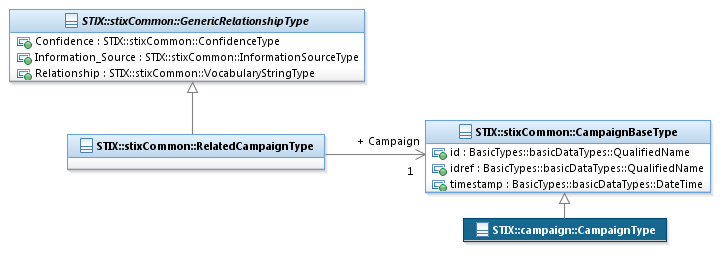 STIX::stixCommon::GenericRelationshipType
Confidence : STIX::stixCommon::ConfidenceType
Information_Source : STIX::stixCommon::InformationSourceType
Relationship : STIX::stixCommon::VocabularyStringType
STIX::stixCommon::RelatedCampaignType
+ Campaign
1
STIX::stixCommon::CampaignBaseType
id : BasicTypes::basicDataTypes::QualifiedName
idref : BasicTypes::basicDataTypes::QualifiedName
timestamp : BasicTypes::basicDataTypes::DateTime
STIX::campaign::CampaignType